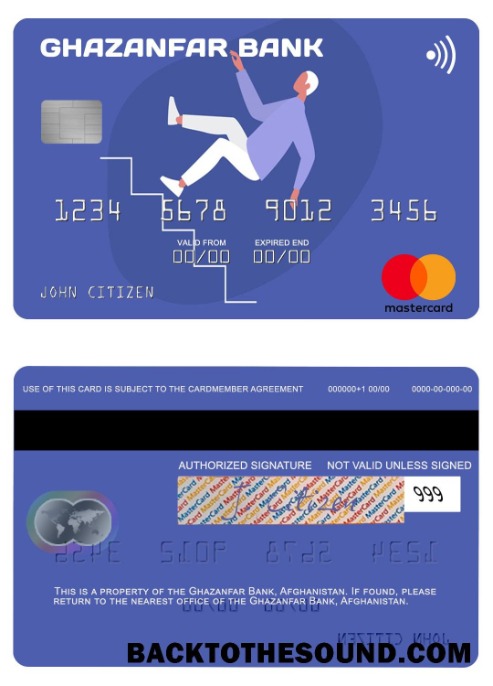 GHAZANFAR BANK
1234 5678 9012 3456
VALID FROM EXPIRED END
00/00 00/00
JOHN CITIZEN
mastercard
USE OF THIS CARD IS SUBJECT TO THE CARDMEMBER AGREEMENT 000000+1 00/00 0000-00-000-00
AUTHORIZED SIGNATURE NOT VALID UNLESS SIGNED
MasterCard MasterCard MasterCard
999
THIS IS A PROPERTY OF THE GHAZANFAR BANK, AFGHANISTAN. IF FOUND, PLEASE
RETURN TO THE NEAREST OFFICE OF THE GHAZANFAR BANK, AFGHANISTAN.
BACKTOTHESOUND.COM